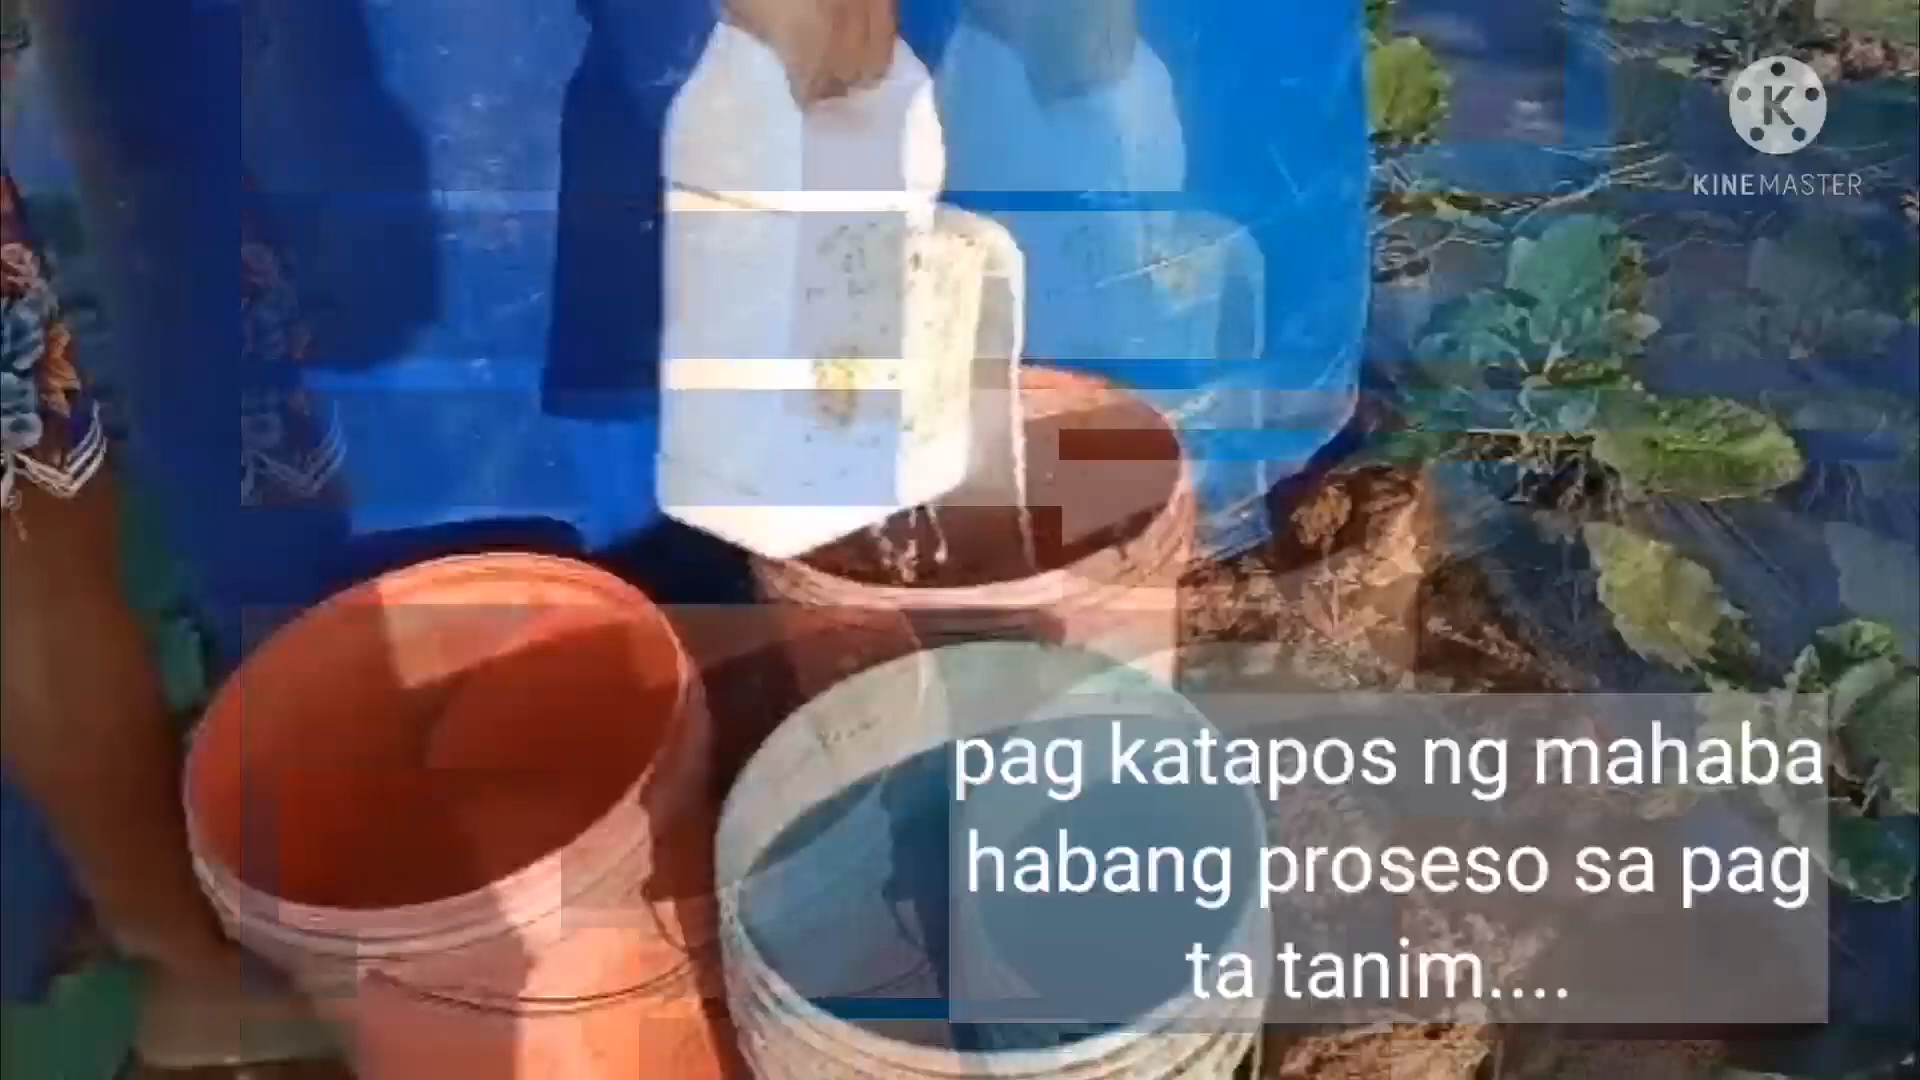 K
KINEMASTER
pag katapos ng mahaba
habang proseso sa pag
ta tanim....